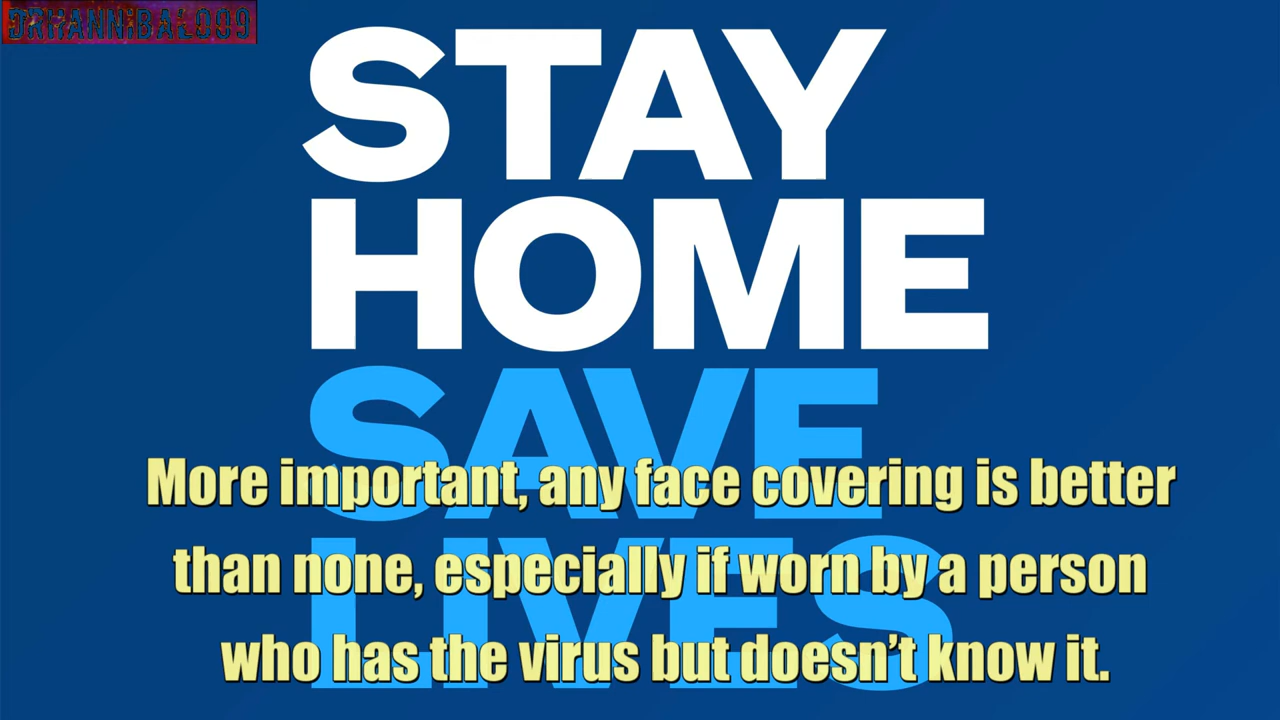 DRHANNIBAL099
STAY
HOME
SAVE
LIVES
More important, any face covering is better
than none, especially if worn by a person
who has the virus but doesn’t know it.